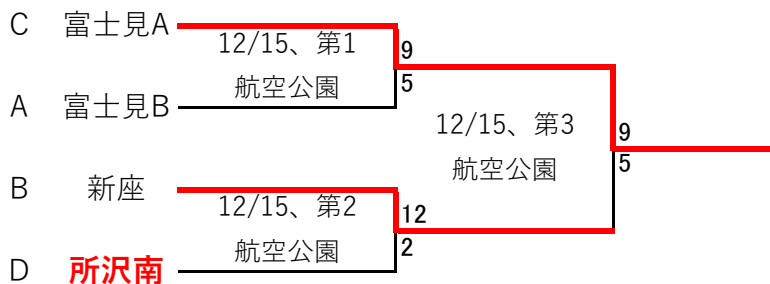 C 富士見A
12/15、第1
航空公園
9
5
A 富士見B
12/15、第3
航空公園
9
5
B 新座
12/15、第2
航空公園
12
2
D 所沢南